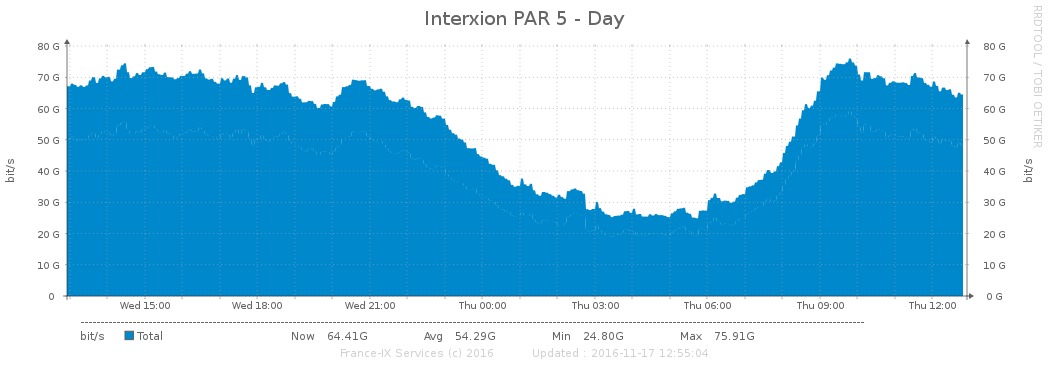 Interxion PAR 5 - Day
RRDTOOL / TOBI OETIKER
80 G 80 G
70 G 70 G
60 G 60 G
50 G 50 G
40 G 40 G
30 G 30 G
20 G 20 G
10 G 10 G
0 0 G
bit/s
bit/s
Wed 15:00 Wed 18:00 Wed 21:00 Thu 00:00 Thu 03:00 Thu 06:00 Thu 09:00 Thu 12:00
bit/s Total Now 64.41G Avg 54.29G Min 24.80G Max 75.91G
France-IX Services (c) 2016 Updated : 2016-11-17 12:55:04